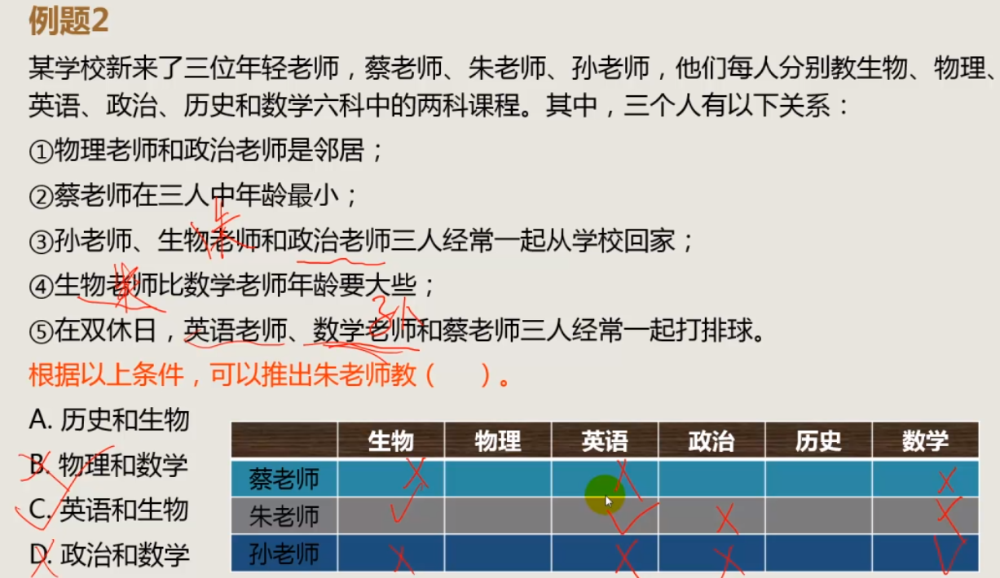 例题2
某学校新来了三位年轻老师，蔡老师、朱老师、孙老师，他们每人分别教生物、物理、
英语、政治、历史和数学六科中的两科课程。其中，三个人有以下关系：
①物理老师和政治老师是邻居；
②蔡老师在三人中年龄最小；
③孙老师、生物老师和政治老师三人经常一起从学校回家；
朱
④生物老师比数学老师年龄要大些；
孙
⑤在双休日，英语老师、数学老师和蔡老师三人经常一起打排球。
根据以上条件，可以推出朱老师教（ ）。
A. 历史和生物
B. 物理和数学
C. 英语和生物
D. 政治和数学
生物 物理 英语 政治 历史 数学
蔡老师 X X X
朱老师 √ √ X X
孙老师 X X X √